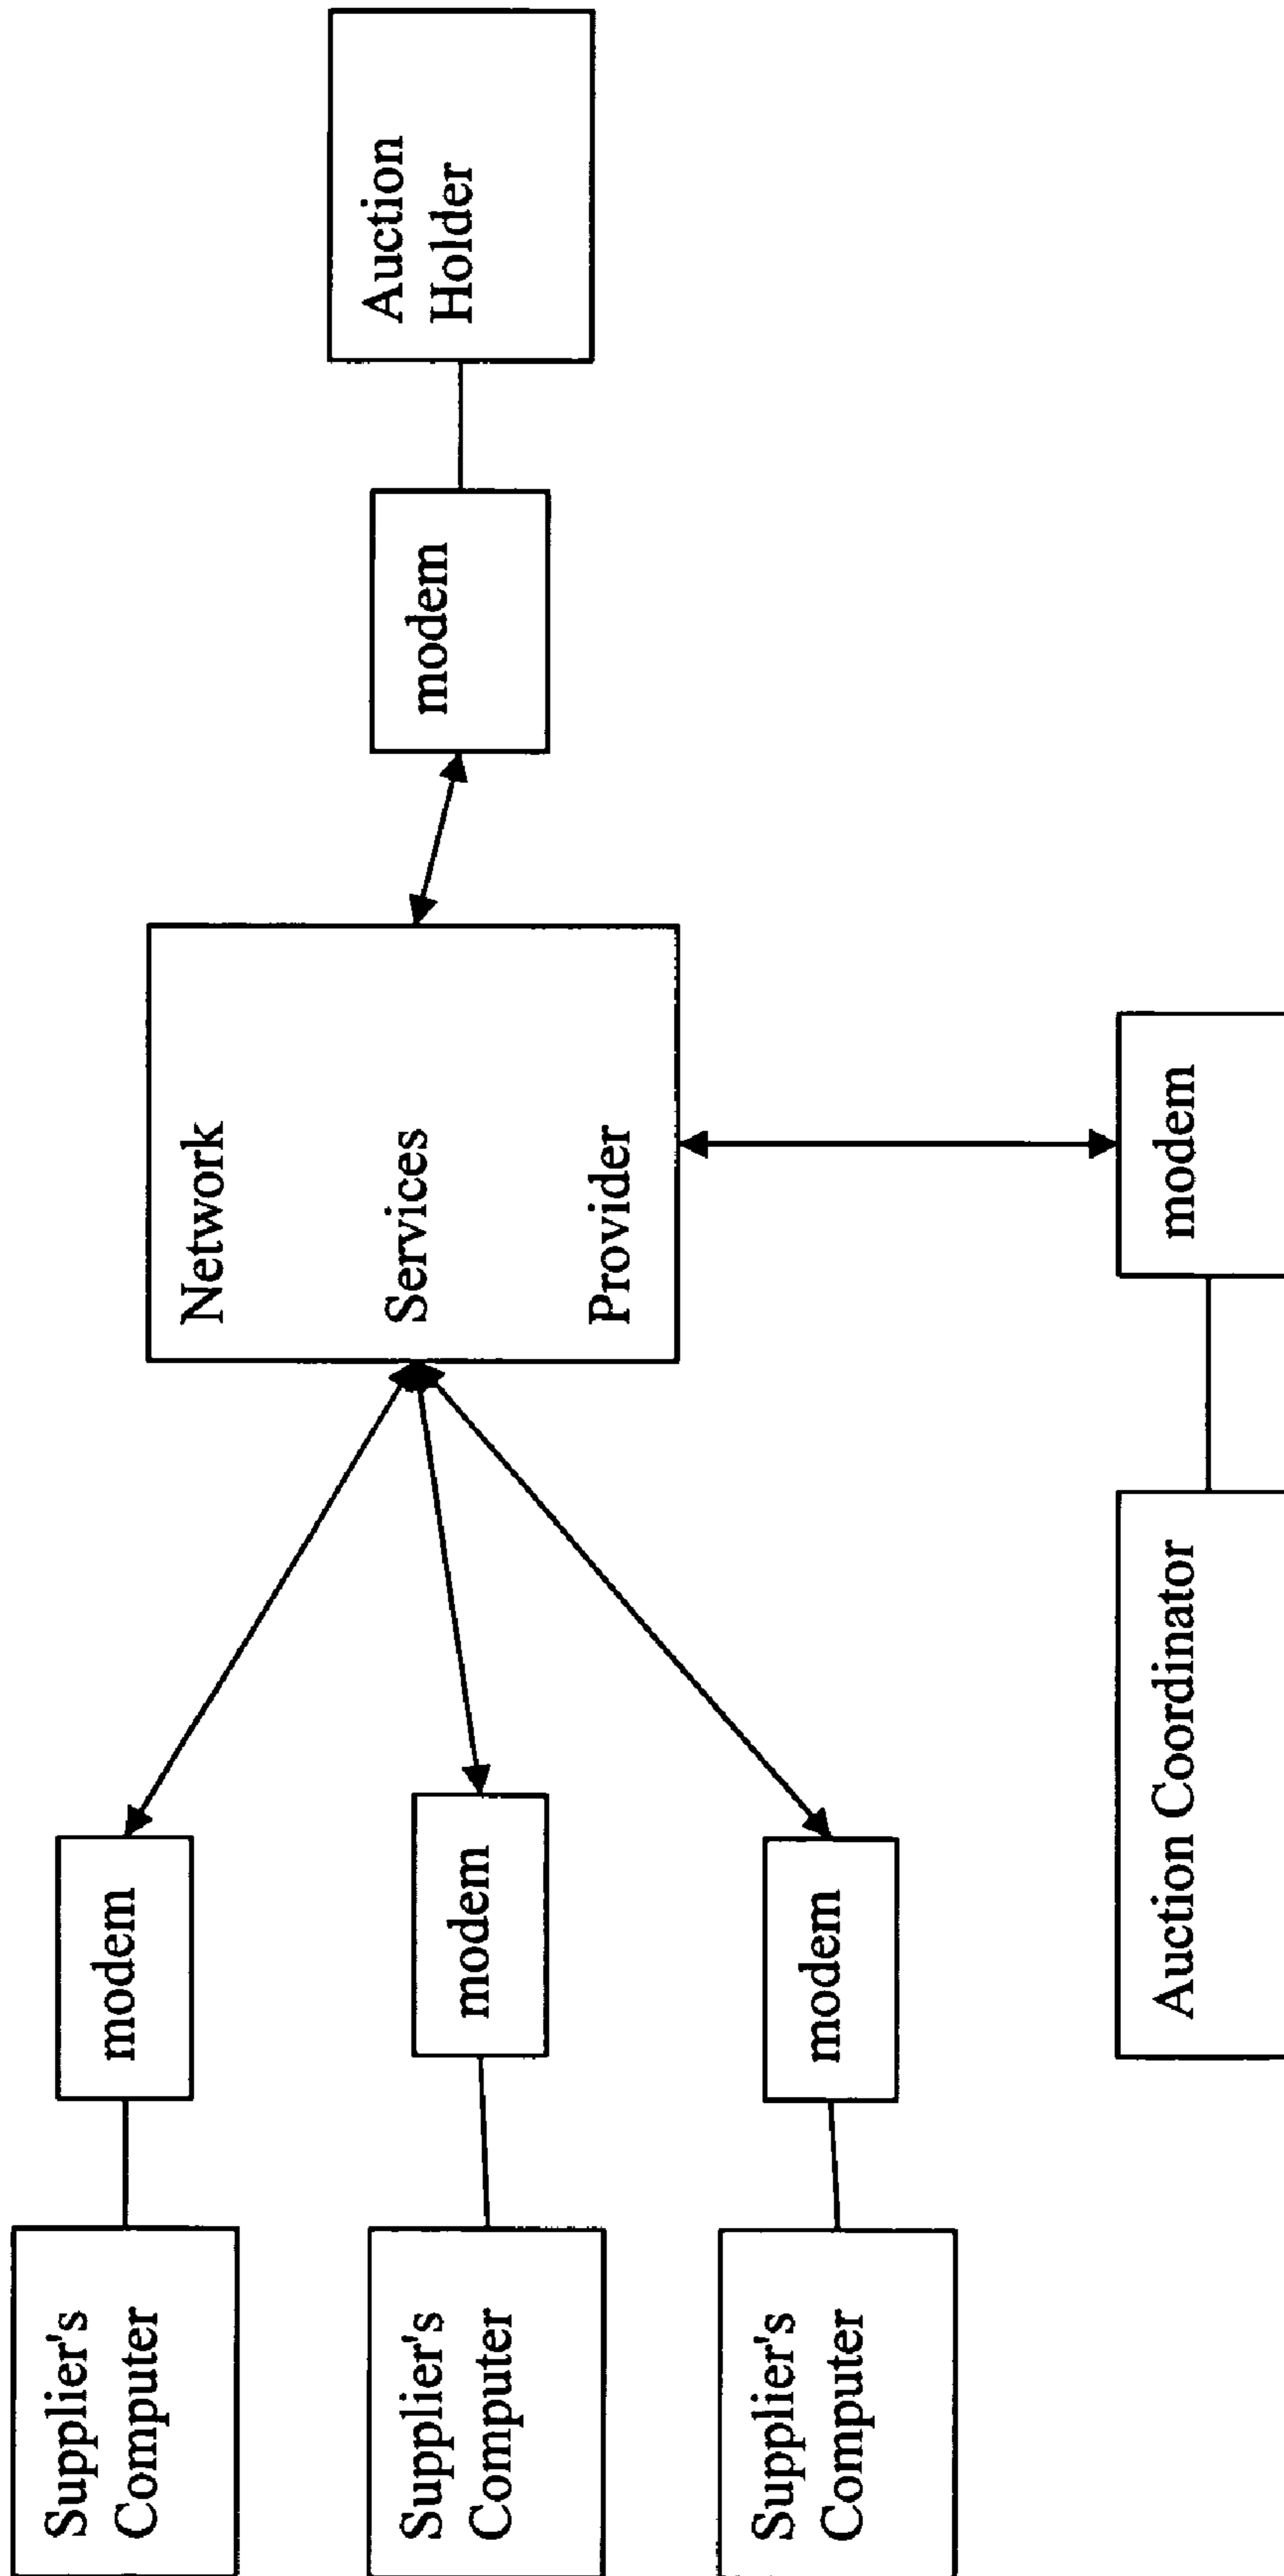 Supplier's
Computer
modem
Supplier's
Computer
modem
Supplier's
Computer
modem
Network
Services
Provider
modem
Auction
Holder
Auction Coordinator
modem